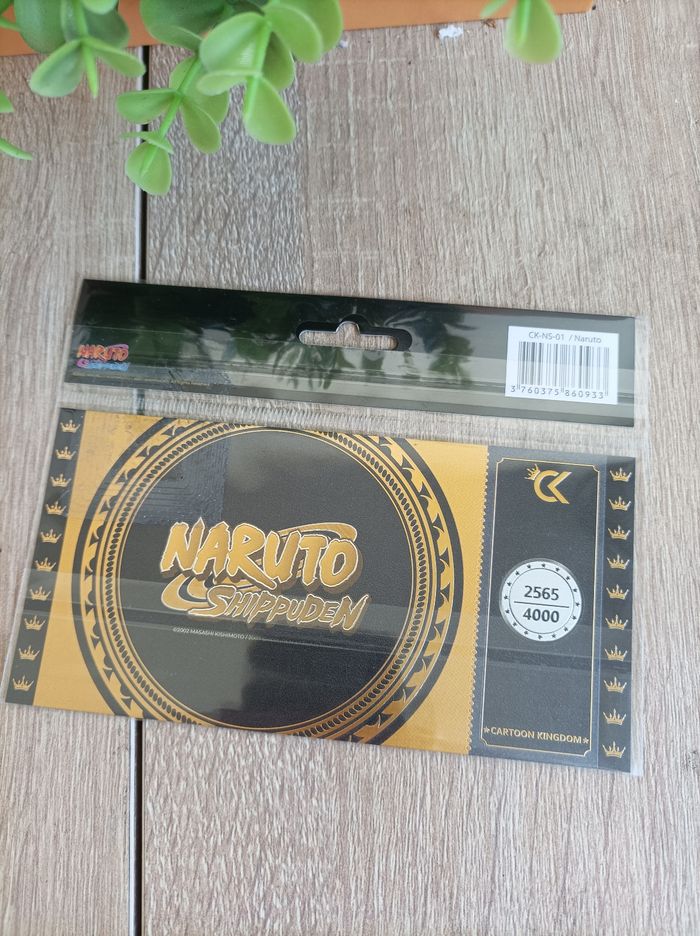 NARUTO
SHIPPUDEN
CK-NS-01 / Naruto
3 760375 860933
CK
NARUTO
SHIPPUDEN
©2002 MASASHI KISHIMOTO /
2565
4000
★CARTOON KINGDOM★